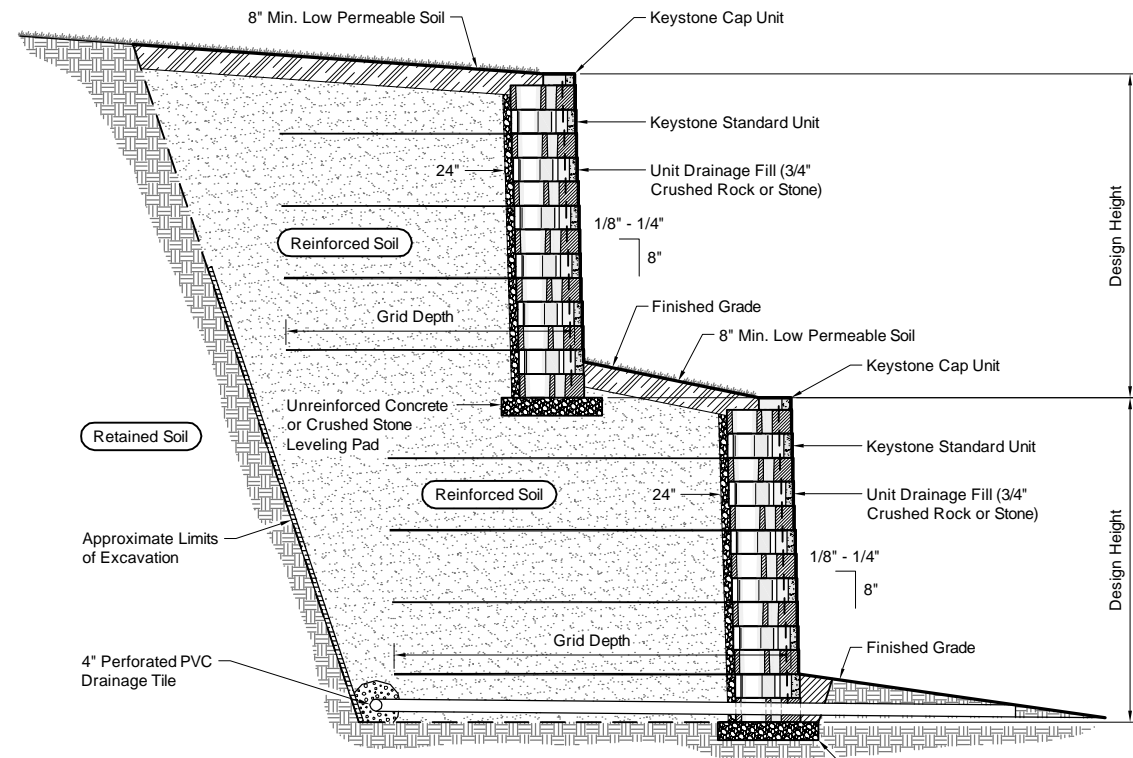 8" Min. Low Permeable Soil
Keystone Cap Unit
Keystone Standard Unit
24"
Unit Drainage Fill (3/4"
Crushed Rock or Stone)
1/8" - 1/4"
8"
Reinforced Soil
Design Height
Grid Depth
Finished Grade
8" Min. Low Permeable Soil
Keystone Cap Unit
Unreinforced Concrete
or Crushed Stone
Leveling Pad
Retained Soil
Keystone Standard Unit
Reinforced Soil
24"
Unit Drainage Fill (3/4"
Crushed Rock or Stone)
Approximate Limits
of Excavation
1/8" - 1/4"
8"
Design Height
Grid Depth
Finished Grade
4" Perforated PVC
Drainage Tile